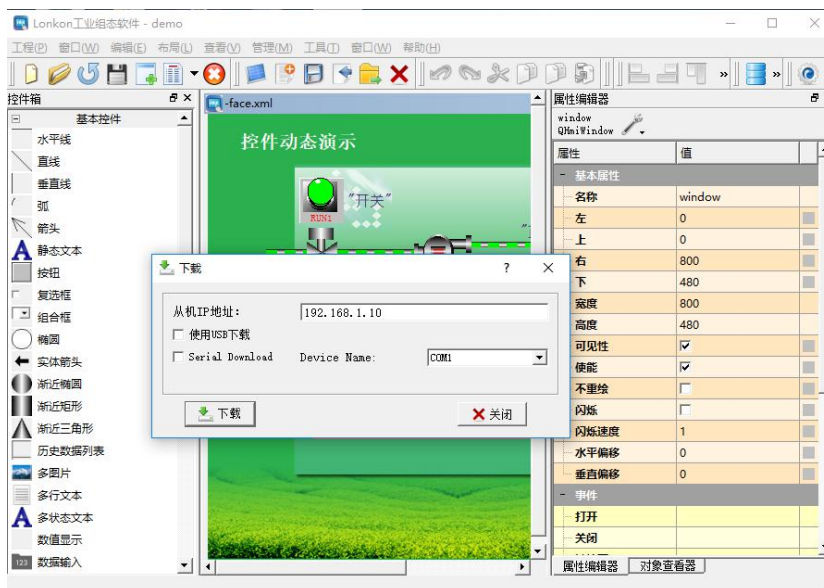 Lonkon工业组态软件 - demo
工程(P) 窗口(W) 编辑(E) 布局(L) 查看(V) 管理(M) 工具(T) 窗口(W) 帮助(H)
控件箱
基本控件
水平线
直线
垂直线
弧
箭头
静态文本
按钮
复选框
组合框
椭圆
实体箭头
渐近椭圆
渐近矩形
渐近三角形
历史数据列表
多图片
多行文本
多状态文本
数值显示
123 数据输入
-face.xml
控件动态演示
"开关"
RUN1
下载
从机IP地址: 192.168.1.10
使用USB下载
Serial Download Device Name: COM1
下载 关闭
属性编辑器
window
QHmiWindow
属性 值
基本属性
名称 window
左 0
上 0
右 800
下 480
宽度 800
高度 480
可见性
使能
不重绘
闪烁
闪烁速度 1
水平偏移 0
垂直偏移 0
事件
打开
关闭
属性编辑器 对象查看器